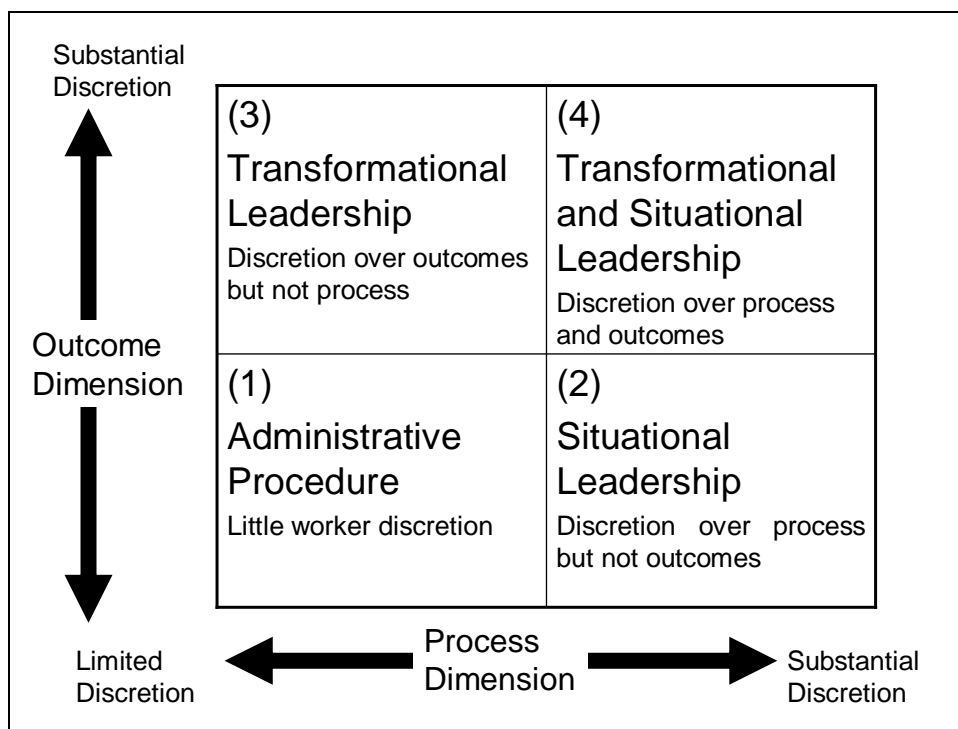 Substantial
Discretion
(3)
Transformational
Leadership
Discretion over outcomes
but not process
(4)
Transformational
and Situational
Leadership
Discretion over process
and outcomes
Outcome
Dimension
(1)
Administrative
Procedure
Little worker discretion
(2)
Situational
Leadership
Discretion over process
but not outcomes
Limited
Discretion
Process
Dimension
Substantial
Discretion